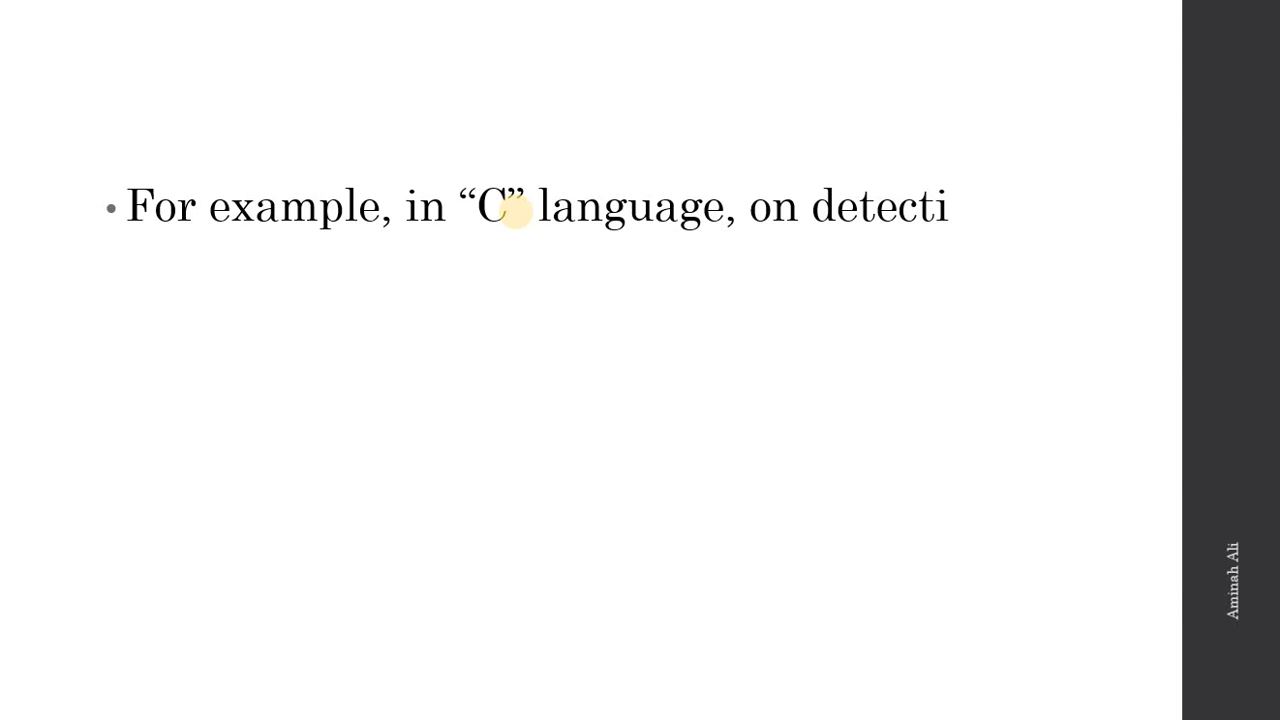 • For example, in “C” language, on detecti
Aminah Ali